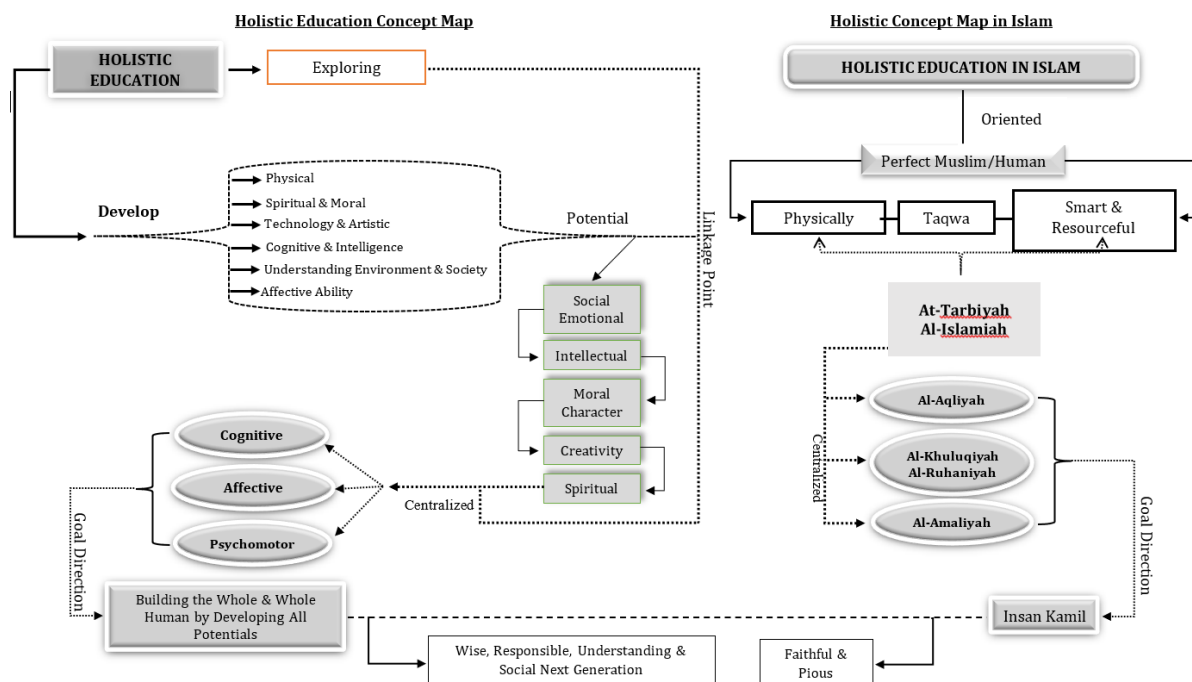 Holistic Education Concept Map
HOLISTIC
EDUCATION
Exploring
Develop
Physical
Spiritual & Moral
Technology & Artistic
Cognitive & Intelligence
Understanding Environment & Society
Affective Ability
Potential
Linkage Point
Social
Emotional
Intellectual
Moral
Character
Creativity
Spiritual
Centralized
Cognitive
Affective
Psychomotor
Goal Direction
Building the Whole & Whole
Human by Developing All
Potentials
Wise, Responsible, Understanding &
Social Next Generation
Holistic Concept Map in Islam
HOLISTIC EDUCATION IN ISLAM
Oriented
Perfect Muslim/Human
Physically
Taqwa
Smart &
Resourceful
At-Tarbiyah
Al-Islamiah
Centralized
Al-Aqliyah
Al-Khuluqiyah
Al-Ruhaniyah
Al-Amaliyah
Goal Direction
Insan Kamil
Faithful &
Pious